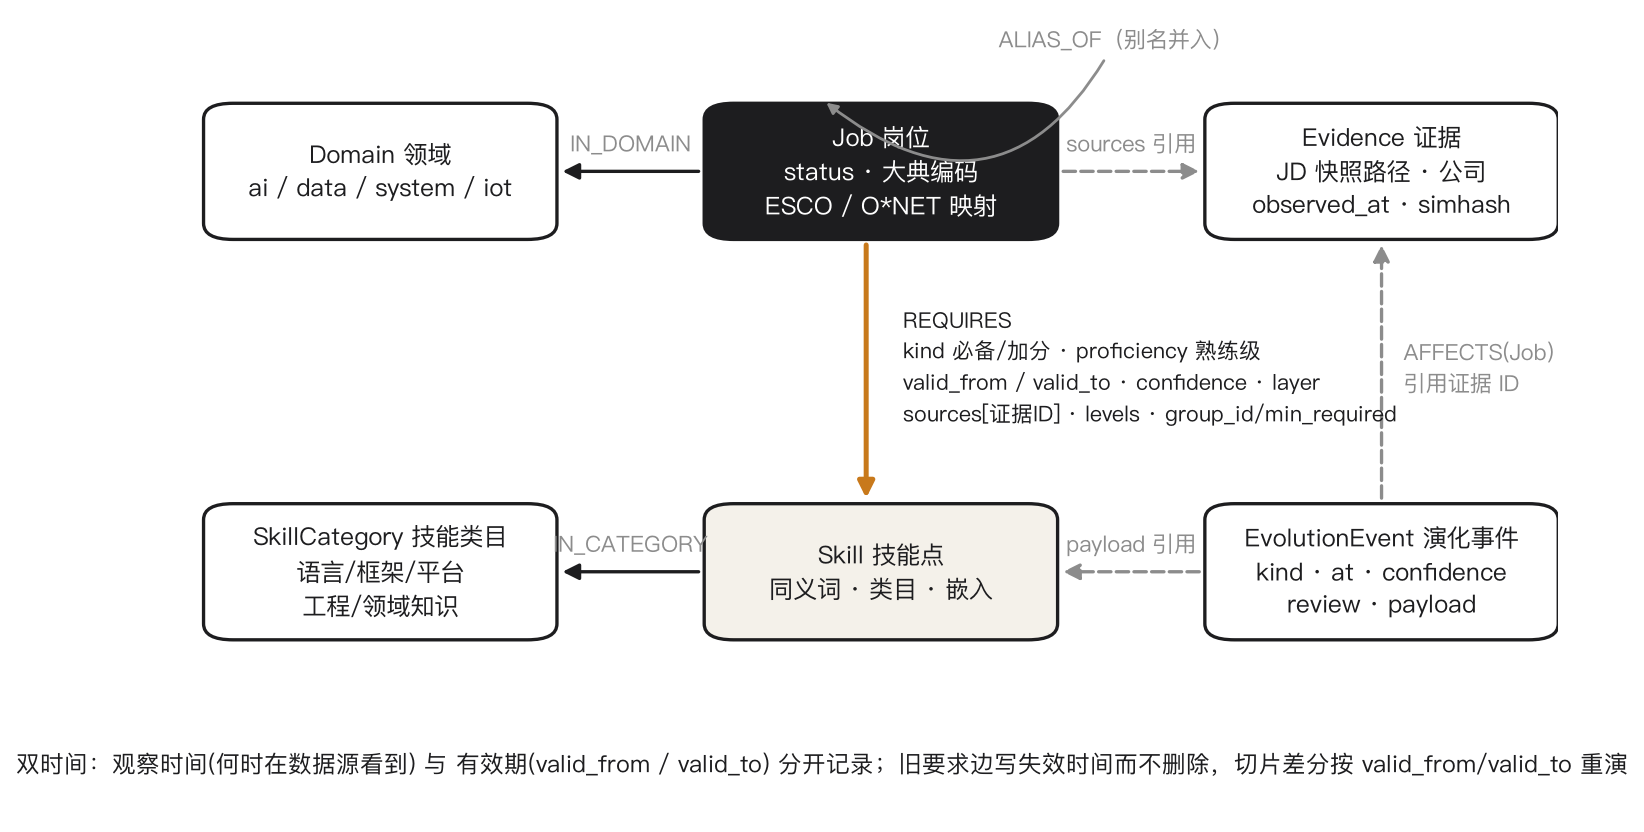 ALIAS_OF（别名并入）
Domain 领域
ai / data / system / iot
IN_DOMAIN
Job 岗位
status · 大典编码
ESCO / O*NET 映射
sources 引用
Evidence 证据
JD 快照路径 · 公司
observed_at · simhash
REQUIRES
kind 必备/加分 · proficiency 熟练级
valid_from / valid_to · confidence · layer
sources[证据ID] · levels · group_id/min_required
AFFECTS(Job)
引用证据 ID
SkillCategory 技能类目
语言/框架/平台
工程/领域知识
IN_CATEGORY
Skill 技能点
同义词 · 类目 · 嵌入
payload 引用
EvolutionEvent 演化事件
kind · at · confidence
review · payload
双时间：观察时间(何时在数据源看到) 与 有效期(valid_from / valid_to) 分开记录；旧要求边写失效时间而不删除，切片差分按 valid_from/valid_to 重演